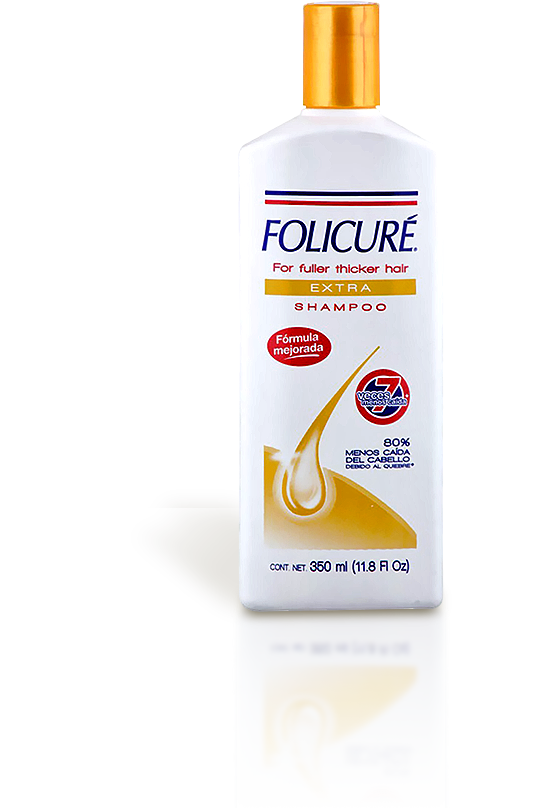 FOLICURÉ®
For fuller thicker hair
EXTRA
SHAMPOO
Fórmula
mejorada
7
veces
menos caída*
80%
MENOS CAÍDA
DEL CABELLO
DEBIDO AL QUIEBRE*
CONT. NET. 350 ml (11.8 Fl Oz)